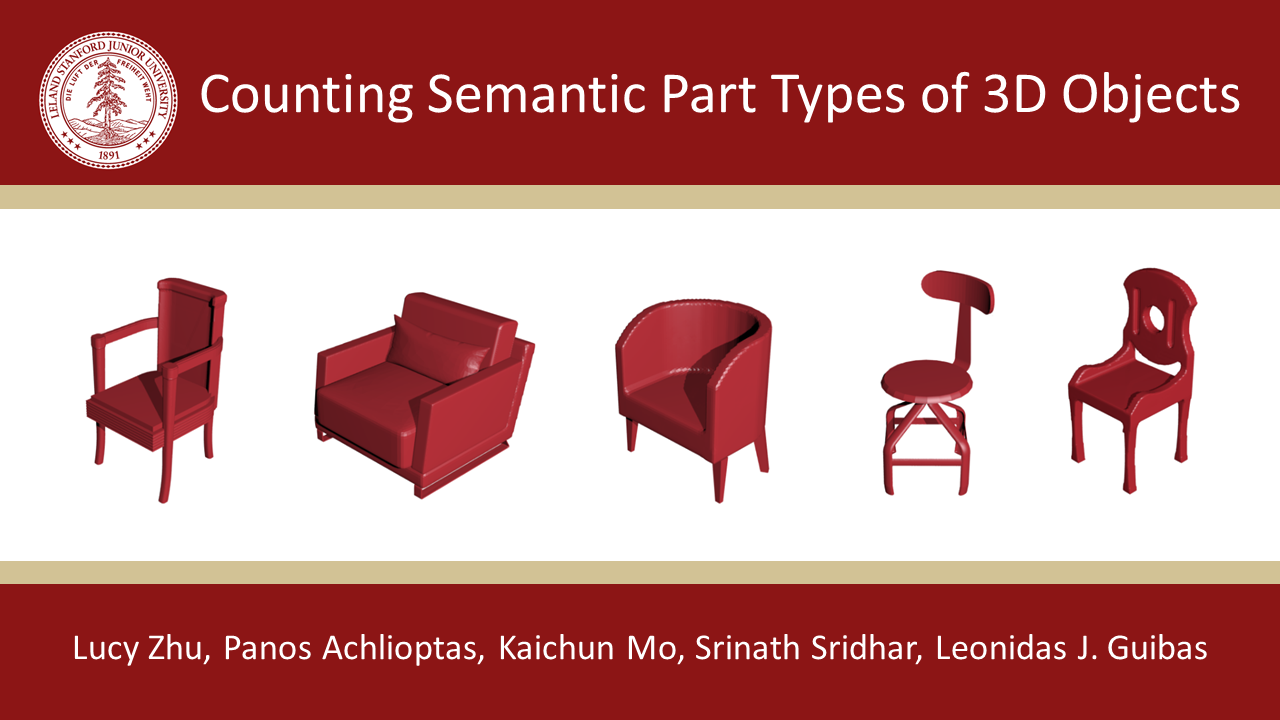 LELAND STANFORD JUNIOR UNIVERSITY
DIE LUFT DER FREIHEIT WEHT
1891
Counting Semantic Part Types of 3D Objects
Lucy Zhu, Panos Achlioptas, Kaichun Mo, Srinath Sridhar, Leonidas J. Guibas